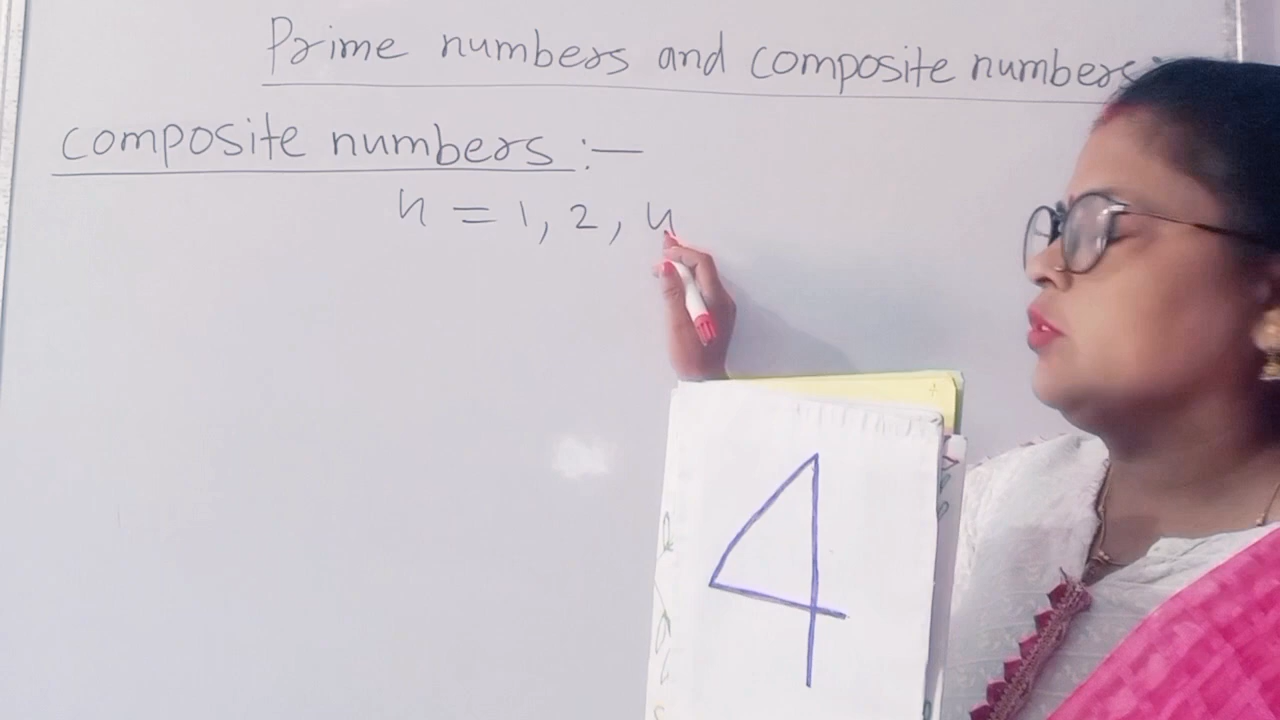 Prime numbers and composite numbers
composite numbers :—
4 = 1, 2, 4
4